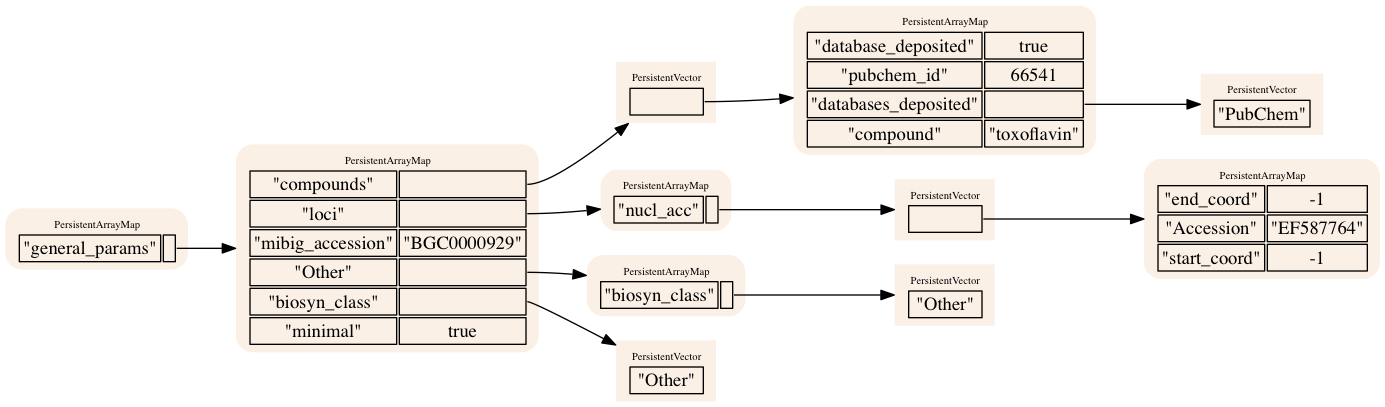 PersistentArrayMap
"general_params"
PersistentArrayMap
"compounds"
"loci"
"mibig_accession" "BGC0000929"
"Other"
"biosyn_class"
"minimal" true
PersistentVector
PersistentArrayMap
"database_deposited" true
"pubchem_id" 66541
"databases_deposited"
"compound" "toxoflavin"
PersistentVector
"PubChem"
PersistentArrayMap
"nucl_acc"
PersistentVector
PersistentArrayMap
"end_coord" -1
"Accession" "EF587764"
"start_coord" -1
PersistentArrayMap
"biosyn_class"
PersistentVector
"Other"
PersistentVector
"Other"